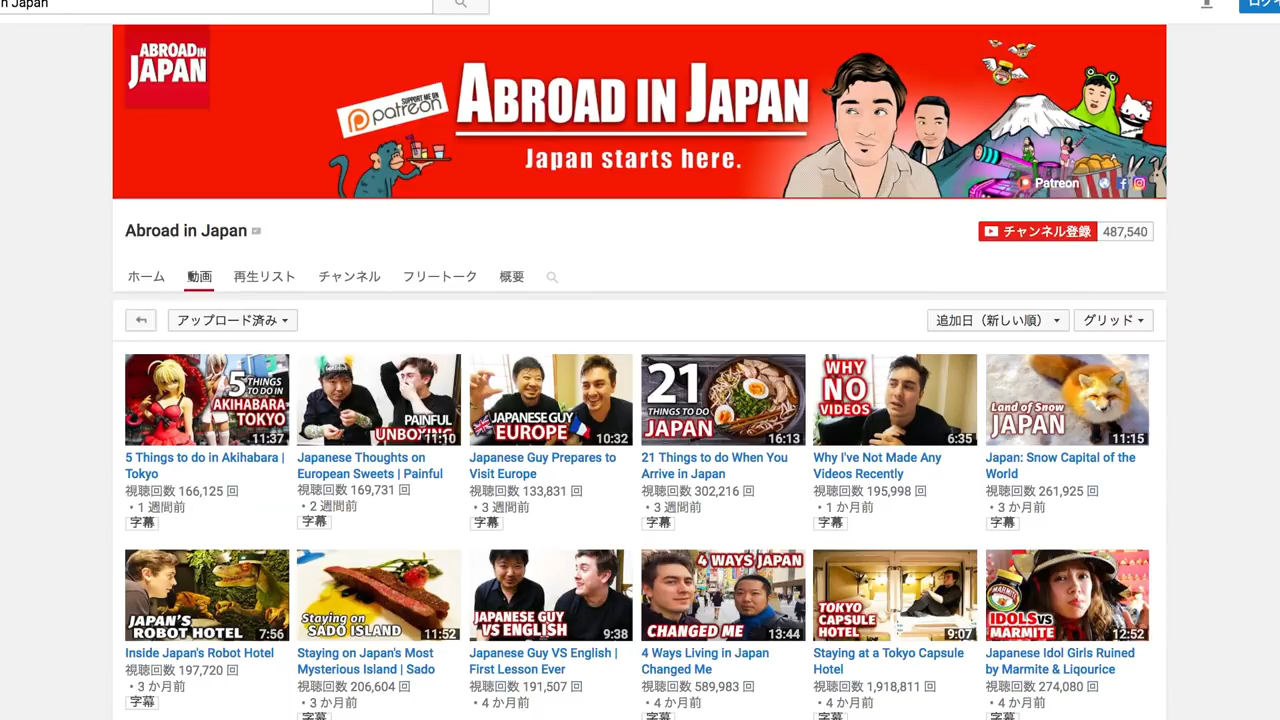 n Japan
ログイ
ABROAD IN
JAPAN
SUPPORT ME ON
patreon
ABROAD IN JAPAN
Japan starts here.
Patreon
Abroad in Japan
チャンネル登録 487,540
ホーム 動画 再生リスト チャンネル フリートーク 概要
アップロード済み 追加日（新しい順） グリッド
5 THINGS
TO DO IN
AKIHABARA
TOKYO
11:37
PAINFUL
UNBOXING
11:10
JAPANESE GUY
EUROPE
10:32
21
THINGS TO DO
JAPAN
16:13
WHY
NO
VIDEOS
6:35
Land of Snow
JAPAN
11:15
5 Things to do in Akihabara |
Tokyo
視聴回数 166,125 回
・1 週間前
字幕
Japanese Thoughts on
European Sweets | Painful
視聴回数 169,731 回
・2 週間前
字幕
Japanese Guy Prepares to
Visit Europe
視聴回数 133,831 回
・3 週間前
字幕
21 Things to do When You
Arrive in Japan
視聴回数 302,216 回
・3 週間前
字幕
Why I've Not Made Any
Videos Recently
視聴回数 195,998 回
・1 か月前
字幕
Japan: Snow Capital of the
World
視聴回数 261,925 回
・3 か月前
字幕
JAPAN'S
ROBOT HOTEL
7:56
Staying on
SADO ISLAND
11:52
JAPANESE GUY
VS ENGLISH
9:38
4 WAYS JAPAN
CHANGED ME
13:44
TOKYO
CAPSULE
HOTEL
9:07
MARMITE
IDOLS VS
MARMITE
12:52
Inside Japan's Robot Hotel
視聴回数 197,720 回
・3 か月前
字幕
Staying on Japan's Most
Mysterious Island | Sado
視聴回数 206,604 回
・3 か月前
字幕
Japanese Guy VS English |
First Lesson Ever
視聴回数 191,507 回
・4 か月前
4 Ways Living in Japan
Changed Me
視聴回数 589,983 回
・4 か月前
字幕
Staying at a Tokyo Capsule
Hotel
視聴回数 1,918,811 回
・4 か月前
字幕
Japanese Idol Girls Ruined
by Marmite & Liqourice
視聴回数 274,080 回
・4 か月前
字幕